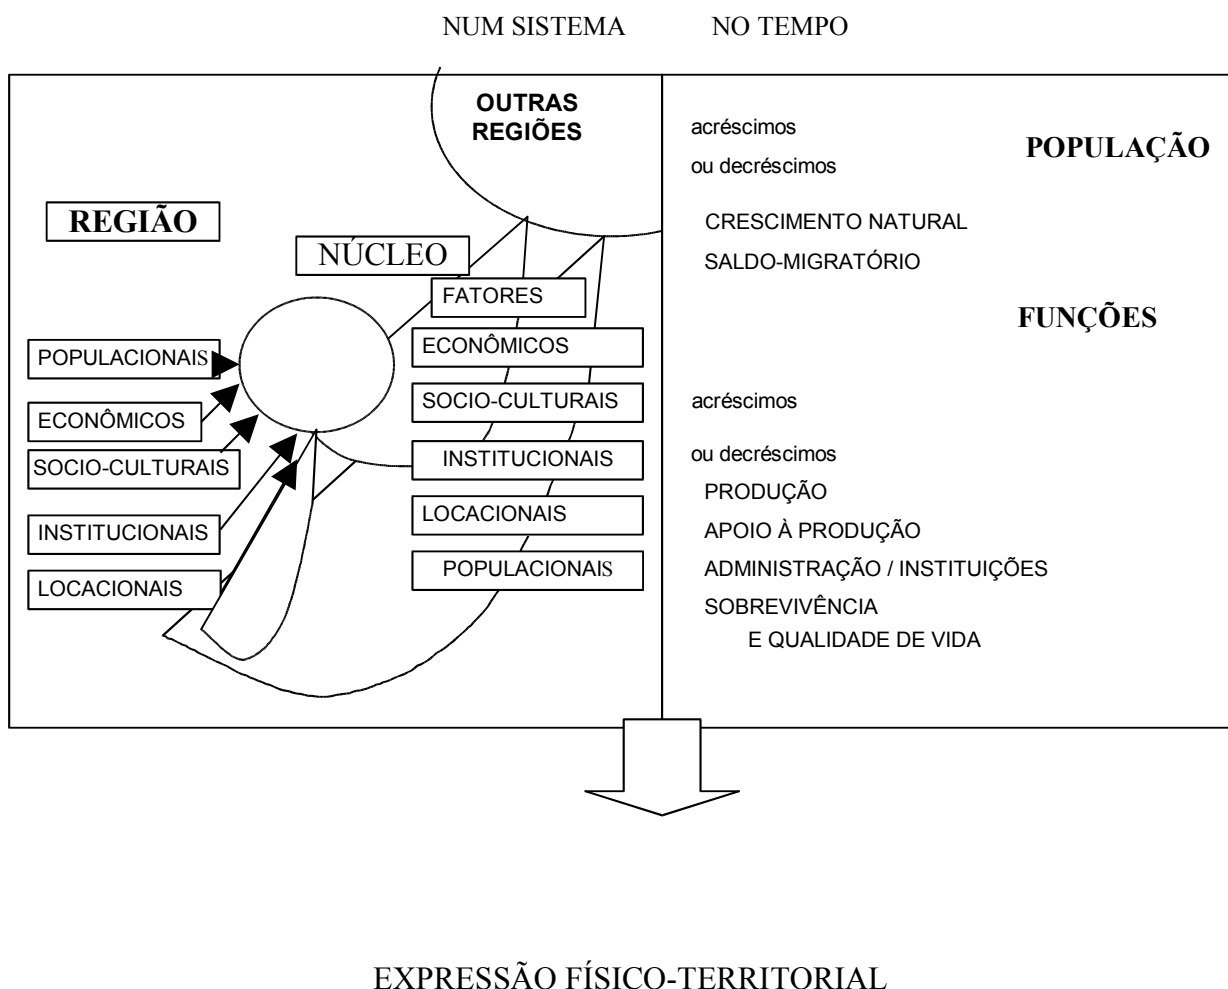 NUM SISTEMA NO TEMPO
OUTRAS
REGIÕES
REGIÃO
NÚCLEO
POPULACIONAIS
ECONÔMICOS
SOCIO-CULTURAIS
INSTITUCIONAIS
LOCACIONAIS
FATORES
ECONÔMICOS
SOCIO-CULTURAIS
INSTITUCIONAIS
LOCACIONAIS
POPULACIONAIS
acréscimos
POPULAÇÃO
ou decréscimos
CRESCIMENTO NATURAL
SALDO-MIGRATÓRIO
FUNÇÕES
acréscimos
ou decréscimos
PRODUÇÃO
APOIO À PRODUÇÃO
ADMINISTRAÇÃO / INSTITUIÇÕES
SOBREVIVÊNCIA
E QUALIDADE DE VIDA
EXPRESSÃO FÍSICO-TERRITORIAL